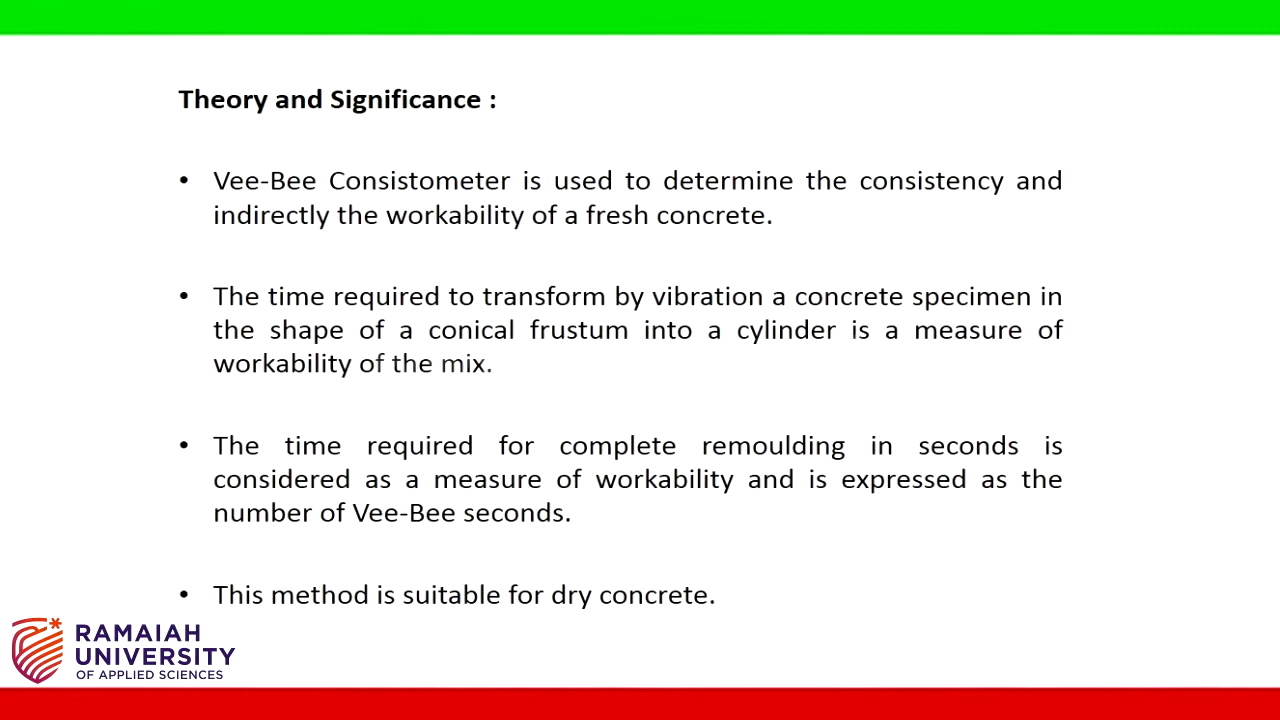 Theory and Significance :
• Vee-Bee Consistometer is used to determine the consistency and
indirectly the workability of a fresh concrete.
• The time required to transform by vibration a concrete specimen in
the shape of a conical frustum into a cylinder is a measure of
workability of the mix.
• The time required for complete remoulding in seconds is
considered as a measure of workability and is expressed as the
number of Vee-Bee seconds.
• This method is suitable for dry concrete.
RAMAIAH
UNIVERSITY
OF APPLIED SCIENCES